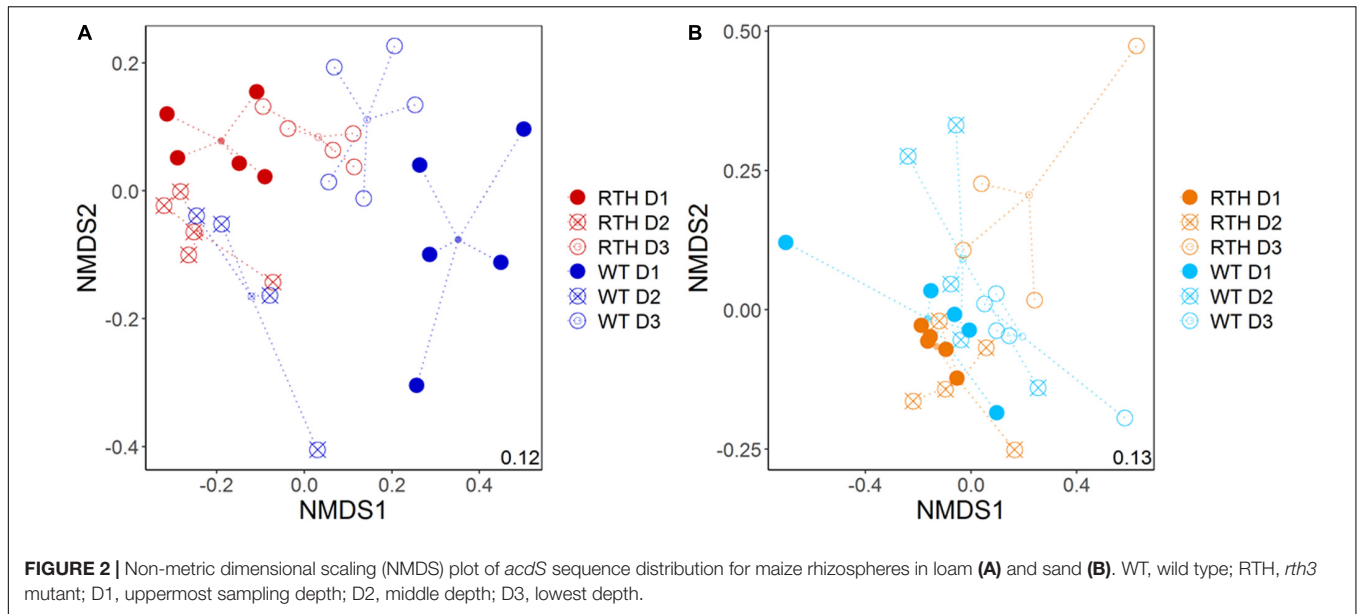 A
NMDS2
0.2
0.0
-0.2
-0.4
-0.2
0.0
0.2
0.4
NMDS1
0.12
RTH D1
RTH D2
RTH D3
WT D1
WT D2
WT D3
B
NMDS2
0.50
0.25
0.00
-0.25
-0.4
0.0
0.4
NMDS1
0.13
RTH D1
RTH D2
RTH D3
WT D1
WT D2
WT D3
FIGURE 2 | Non-metric dimensional scaling (NMDS) plot of acdS sequence distribution for maize rhizospheres in loam (A) and sand (B). WT, wild type; RTH, rth3
mutant; D1, uppermost sampling depth; D2, middle depth; D3, lowest depth.